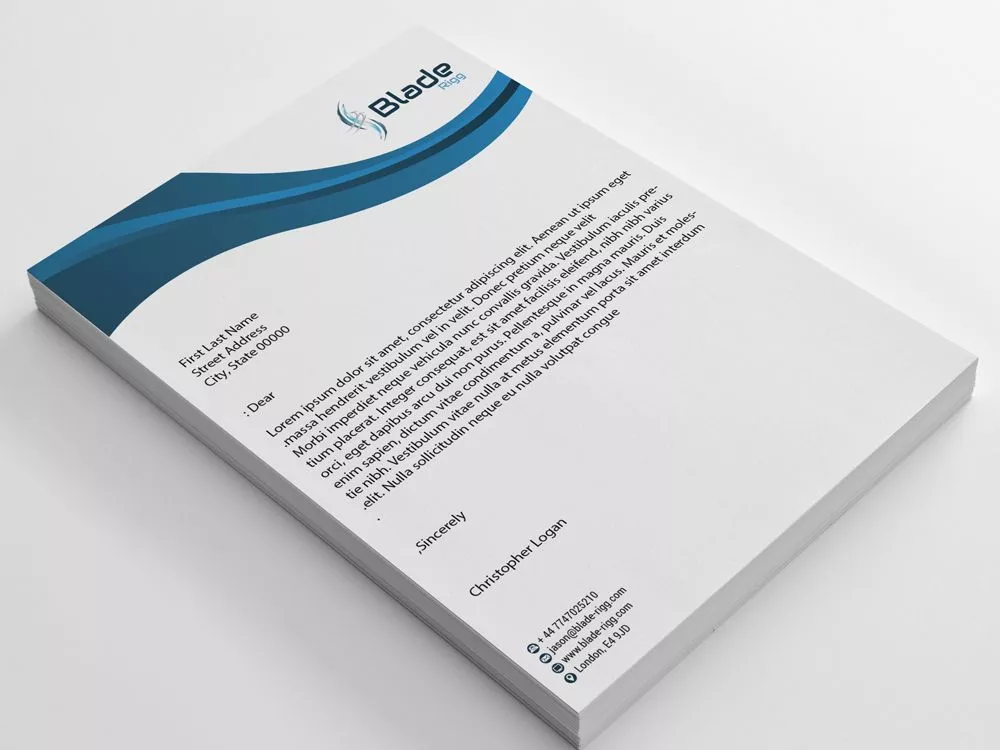 Blade
Rigg
First Last Name
Street Address
City, State 00000
: Dear
Lorem ipsum dolor sit amet, consectetur adipiscing elit. Aenean ut ipsum eget
.massa hendrerit vestibulum vel in velit. Donec pretium neque velit
Morbi imperdiet neque vehicula nunc convallis gravida. Vestibulum iaculis pre-
tium placerat. Integer consequat, est sit amet facilisis eleifend, nibh nibh varius
orci, eget dapibus arcu dui non purus. Pellentesque in magna mauris. Duis
enim sapien, dictum vitae condimentum a, pulvinar vel lacus. Mauris et moles-
tie nibh. Vestibulum vitae nulla at metus elementum porta sit amet interdum
.elit. Nulla sollicitudin neque eu nulla volutpat congue
.
,Sincerely
Christopher Logan
+ 44 7747025210
jason@blade-rigg.com
www.blade-rigg.com
London, E4 9JD